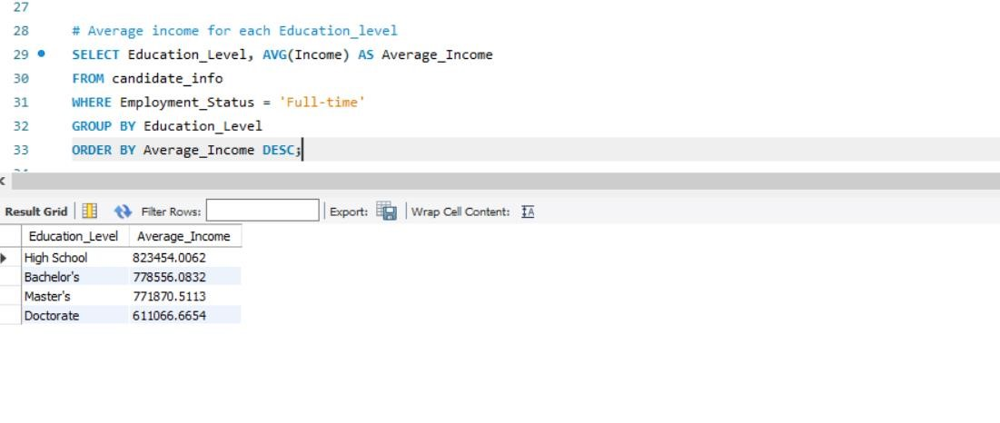 27
28 # Average income for each Education_level
29 SELECT Education_Level, AVG(Income) AS Average_Income
30 FROM candidate_info
31 WHERE Employment_Status = 'Full-time'
32 GROUP BY Education_Level
33 ORDER BY Average_Income DESC;
Result Grid Filter Rows: Export: Wrap Cell Content: IA
Education_Level Average_Income
High School 823454.0062
Bachelor's 778556.0832
Master's 771870.5113
Doctorate 611066.6654